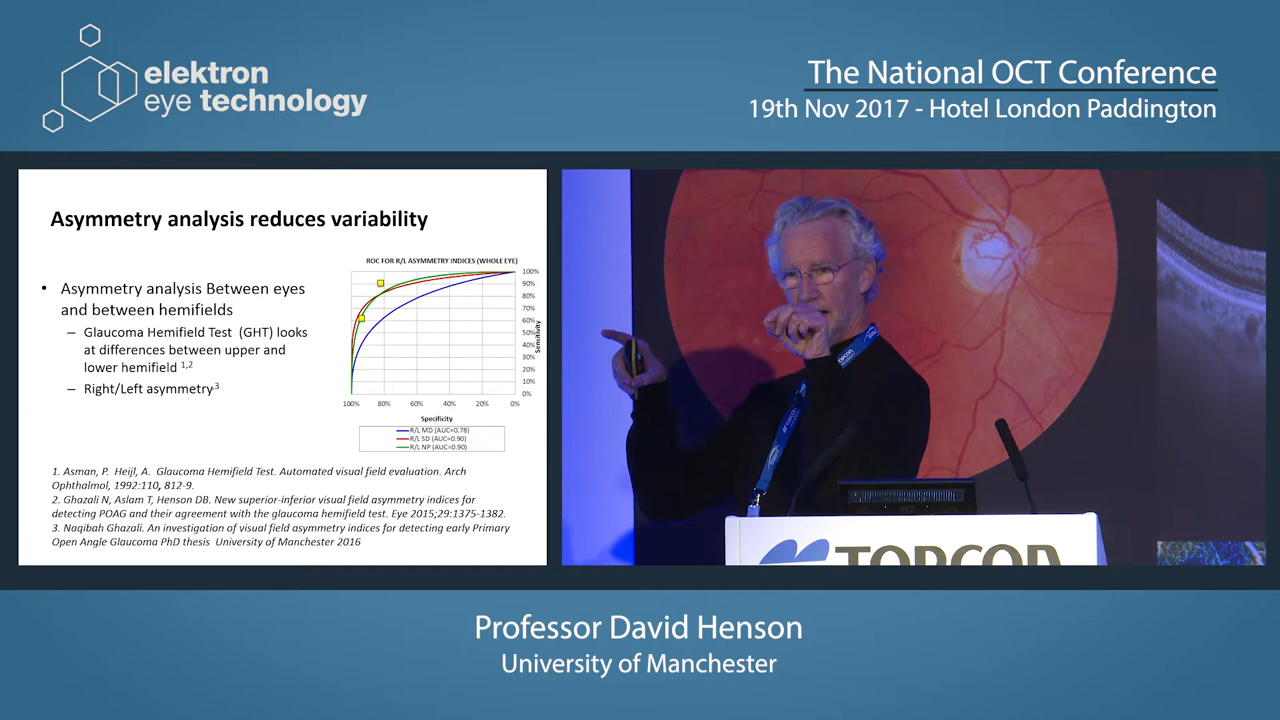 elektron
eye technology
The National OCT Conference
19th Nov 2017 - Hotel London Paddington
Asymmetry analysis reduces variability
• Asymmetry analysis Between eyes
and between hemifields
– Glaucoma Hemifield Test (GHT) looks
at differences between upper and
lower hemifield 1,2
– Right/Left asymmetry3
ROC FOR R/L ASYMMETRY INDICES (WHOLE EYE)
100%
90%
80%
70%
60%
50%
40%
30%
20%
10%
0%
Sensitivity
100% 80% 60% 40% 20% 0%
Specificity
R/L MD (AUC=0.78)
R/L SD (AUC=0.90)
R/L NP (AUC=0.90)
1. Asman, P. Heijl, A. Glaucoma Hemifield Test. Automated visual field evaluation. Arch
Ophthalmol, 1992:110, 812-9.
2. Ghazali N, Aslam T, Henson DB. New superior-inferior visual field asymmetry indices for
detecting POAG and their agreement with the glaucoma hemifield test. Eye 2015;29:1375-1382.
3. Naqibah Ghazali. An investigation of visual field asymmetry indices for detecting early Primary
Open Angle Glaucoma PhD thesis University of Manchester 2016
TOPCON
TOPCON
TOPCON
Professor David Henson
University of Manchester